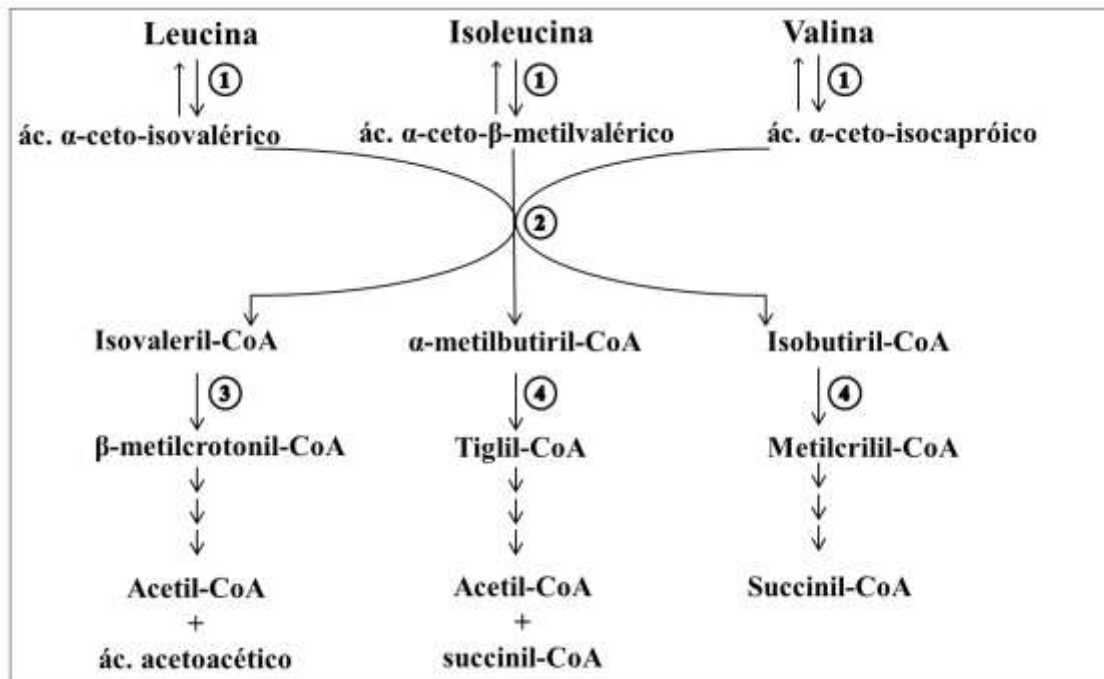 Leucina Isoleucina Valina
① ① ①
ác. α-ceto-isovalérico ác. α-ceto-β-metilvalérico ác. α-ceto-isocapróico
②
Isovaleril-CoA α-metilbutiril-CoA Isobutiril-CoA
③ ④ ④
β-metilcrotonil-CoA Tiglil-CoA Metilcrilil-CoA
Acetil-CoA Acetil-CoA Succinil-CoA
+ +
ác. acetoacético succinil-CoA